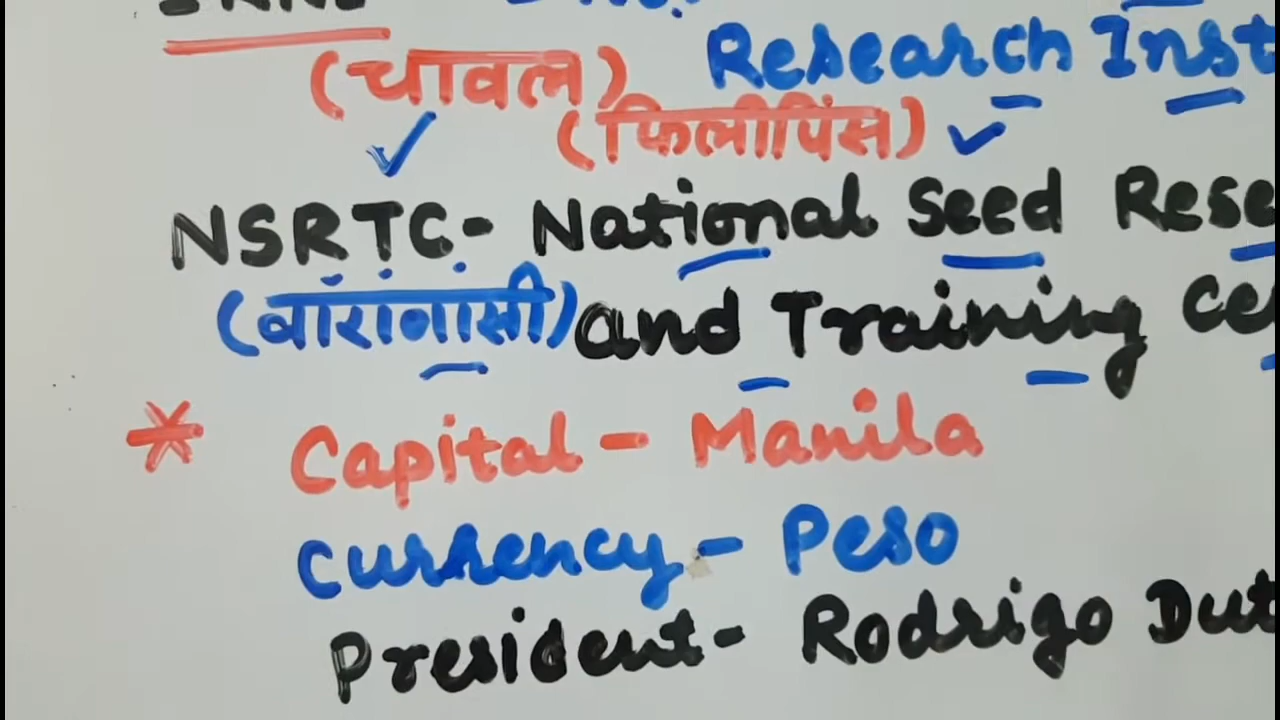 (चावल) Research Inst
(फिलीपिंस)
NSRTC- National Seed Rese
(वाराणसी) and Training Ce
* Capital - Manila
Currency - Peso
President- Rodrigo Dut